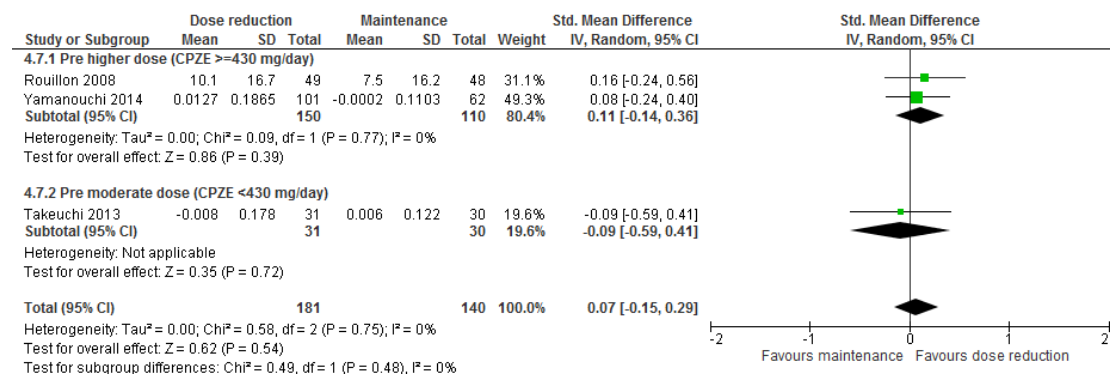 Dose reduction Maintenance Std. Mean Difference Std. Mean Difference
Study or Subgroup Mean SD Total Mean SD Total Weight IV, Random, 95% CI IV, Random, 95% CI
4.7.1 Pre higher dose (CPZE >=430 mg/day)
Rouillon 2008 10.1 16.7 49 7.5 16.2 48 31.1% 0.16 [-0.24, 0.56]
Yamanouchi 2014 0.0127 0.1865 101 -0.0002 0.1103 62 49.3% 0.08 [-0.24, 0.40]
Subtotal (95% CI) 150 110 80.4% 0.11 [-0.14, 0.36]
Heterogeneity: Tau² = 0.00; Chi² = 0.09, df = 1 (P = 0.77); I² = 0%
Test for overall effect: Z = 0.86 (P = 0.39)
4.7.2 Pre moderate dose (CPZE <430 mg/day)
Takeuchi 2013 -0.008 0.178 31 0.006 0.122 30 19.6% -0.09 [-0.59, 0.41]
Subtotal (95% CI) 31 30 19.6% -0.09 [-0.59, 0.41]
Heterogeneity: Not applicable
Test for overall effect: Z = 0.35 (P = 0.72)
Total (95% CI) 181 140 100.0% 0.07 [-0.15, 0.29]
Heterogeneity: Tau² = 0.00; Chi² = 0.58, df = 2 (P = 0.75); I² = 0%
Test for overall effect: Z = 0.62 (P = 0.54)
Test for subgroup differences: Chi² = 0.49, df = 1 (P = 0.48), I² = 0%
-2 -1 0 1 2
Favours maintenance Favours dose reduction